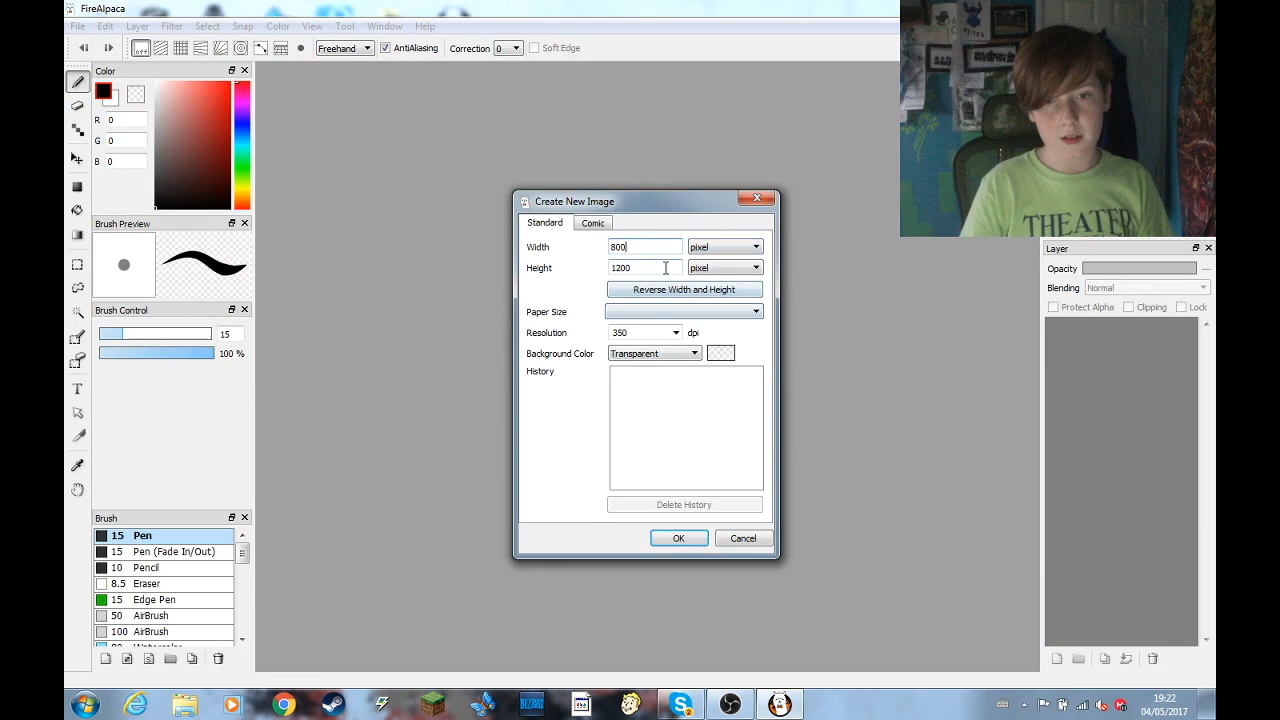 FireAlpaca
File Edit Layer Filter Select Snap Color View Tool Window Help
off Freehand AntiAliasing Correction 0 Soft Edge
Color
R 0
G 0
B 0
Brush Preview
Brush Control
15
100 %
Brush
15 Pen
15 Pen (Fade In/Out)
10 Pencil
8.5 Eraser
15 Edge Pen
50 AirBrush
100 AirBrush
Create New Image
Standard Comic
Width 800 pixel
Height 1200 pixel
Reverse Width and Height
Paper Size
Resolution 350 dpi
Background Color Transparent
History
Delete History
OK Cancel
THEATER
Layer
Opacity
Blending Normal
Protect Alpha Clipping Lock
19:22
04/05/2017